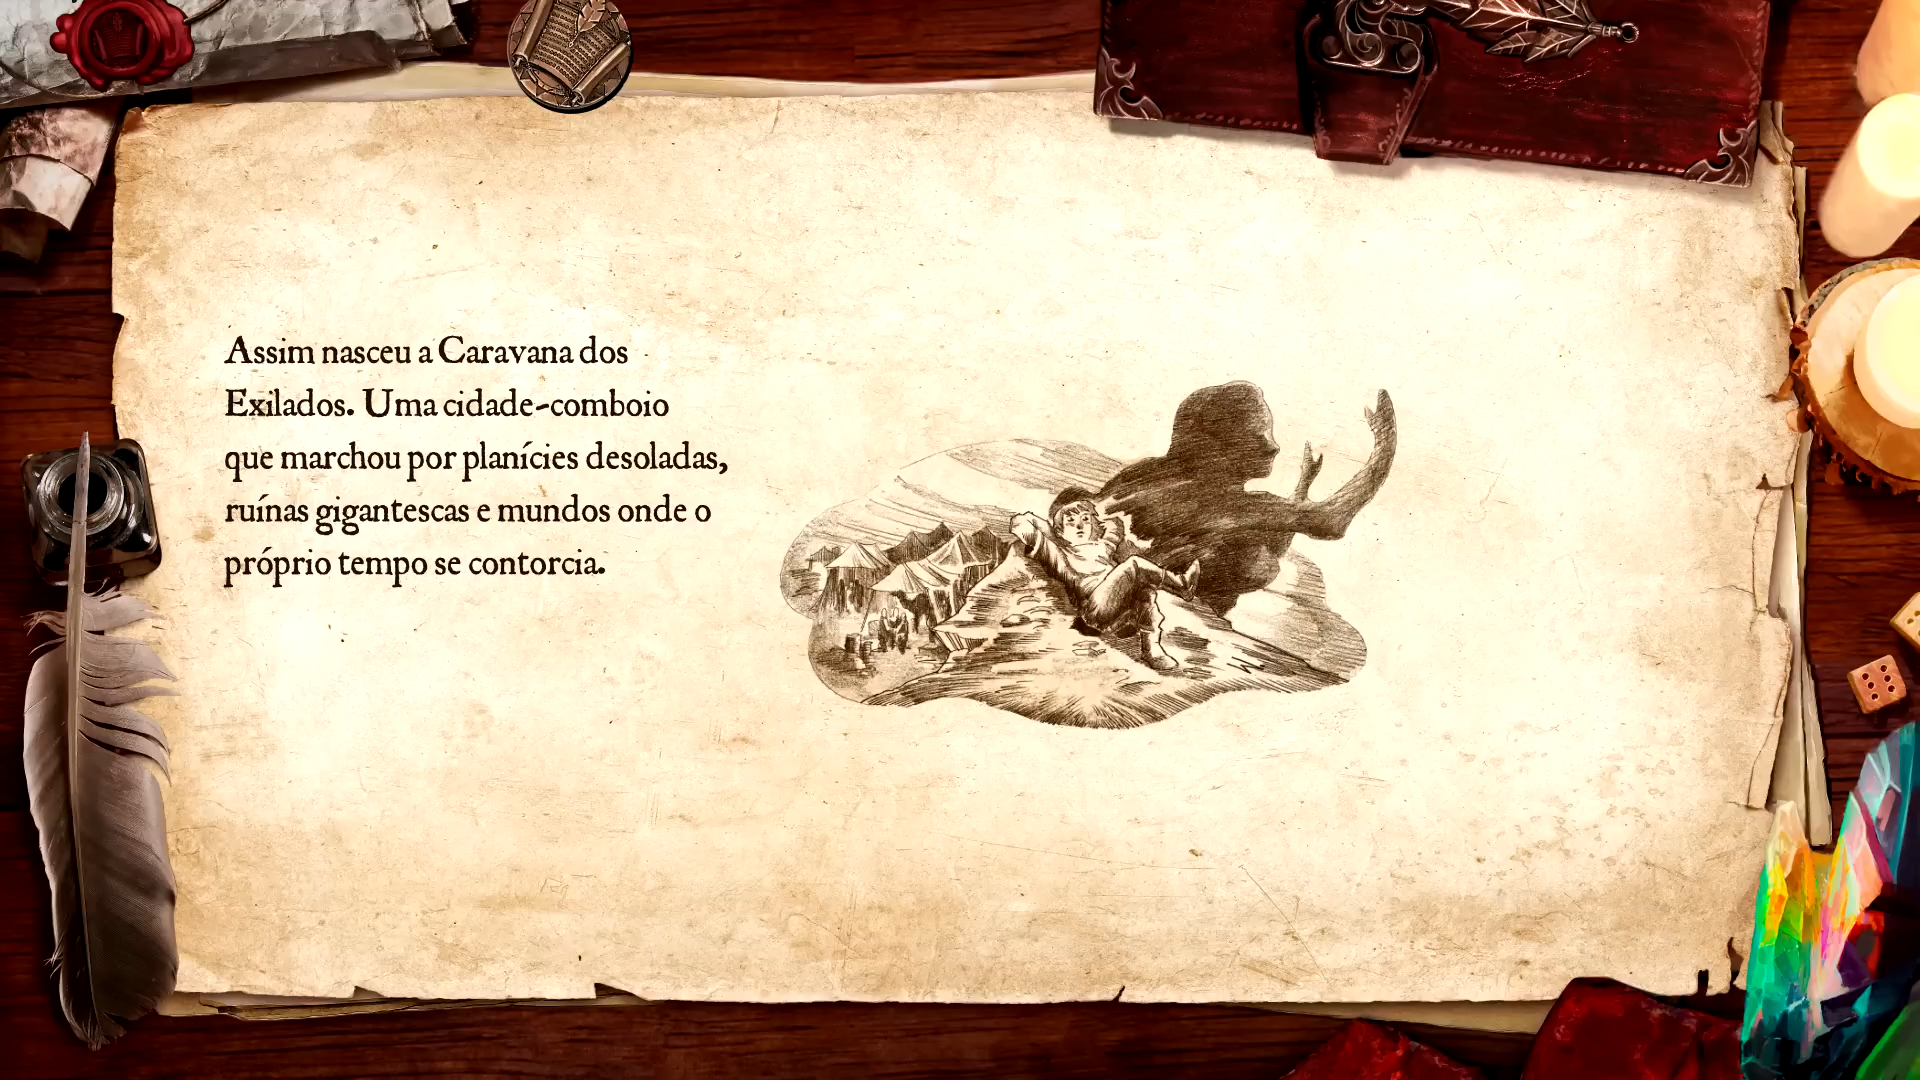 Assim nasceu a Caravana dos
Exilados. Uma cidade-comboio
que marchou por planícies desoladas,
ruínas gigantescas e mundos onde o
próprio tempo se contorcia.